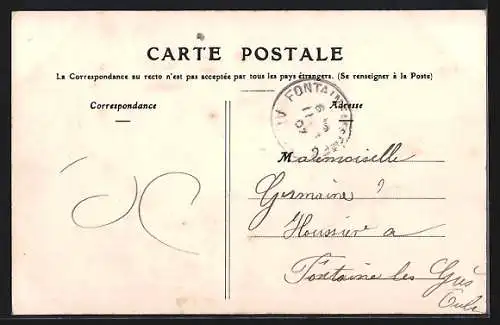 CARTE POSTALE
La Correspondance au recto n'est pas acceptée par tous les pays étrangers. (Se renseigner à la Poste)
Correspondance
Adresse
FONTAINE
Mademoiselle
Germaine
Houssier a
Fontaine les Grès
Aube